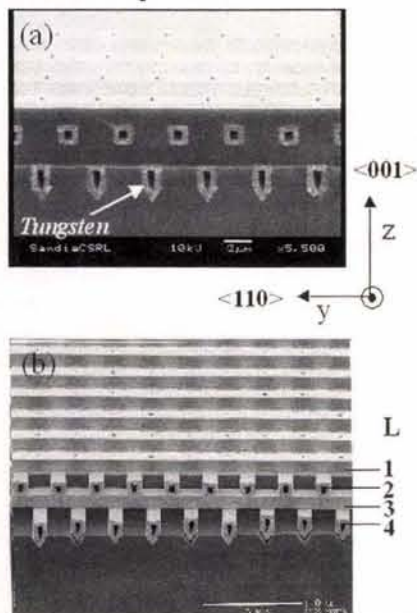 (a)
Tungsten
SandiaCSRL 10kU 2µm x5,500
<001>
z
<110> y
(b)
L
1
2
3
4